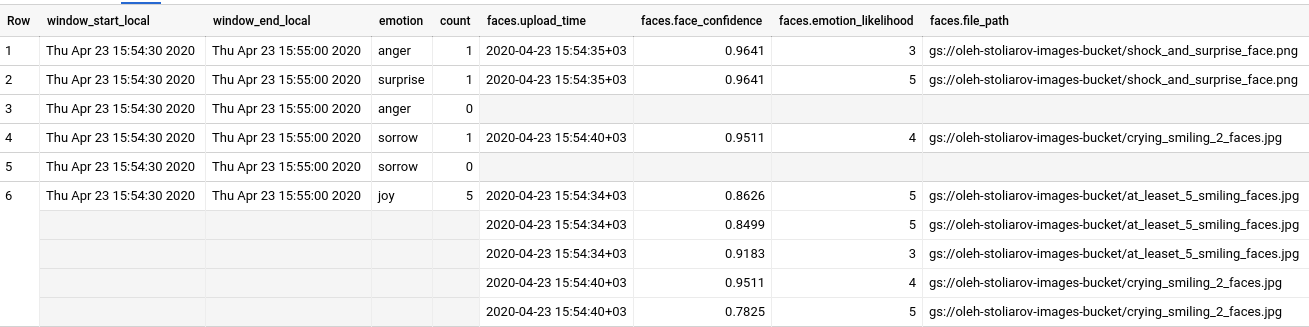 Row window_start_local window_end_local emotion count faces.upload_time faces.face_confidence faces.emotion_likelihood faces.file_path
1 Thu Apr 23 15:54:30 2020 Thu Apr 23 15:55:00 2020 anger 1 2020-04-23 15:54:35+03 0.9641 3 gs://oleh-stoliarov-images-bucket/shock_and_surprise_face.png
2 Thu Apr 23 15:54:30 2020 Thu Apr 23 15:55:00 2020 surprise 1 2020-04-23 15:54:35+03 0.9641 5 gs://oleh-stoliarov-images-bucket/shock_and_surprise_face.png
3 Thu Apr 23 15:54:30 2020 Thu Apr 23 15:55:00 2020 anger 0
4 Thu Apr 23 15:54:30 2020 Thu Apr 23 15:55:00 2020 sorrow 1 2020-04-23 15:54:40+03 0.9511 4 gs://oleh-stoliarov-images-bucket/crying_smiling_2_faces.jpg
5 Thu Apr 23 15:54:30 2020 Thu Apr 23 15:55:00 2020 sorrow 0
6 Thu Apr 23 15:54:30 2020 Thu Apr 23 15:55:00 2020 joy 5 2020-04-23 15:54:34+03 0.8626 5 gs://oleh-stoliarov-images-bucket/at_leaset_5_smiling_faces.jpg
2020-04-23 15:54:34+03 0.8499 5 gs://oleh-stoliarov-images-bucket/at_leaset_5_smiling_faces.jpg
2020-04-23 15:54:34+03 0.9183 3 gs://oleh-stoliarov-images-bucket/at_leaset_5_smiling_faces.jpg
2020-04-23 15:54:40+03 0.9511 4 gs://oleh-stoliarov-images-bucket/crying_smiling_2_faces.jpg
2020-04-23 15:54:40+03 0.7825 5 gs://oleh-stoliarov-images-bucket/crying_smiling_2_faces.jpg